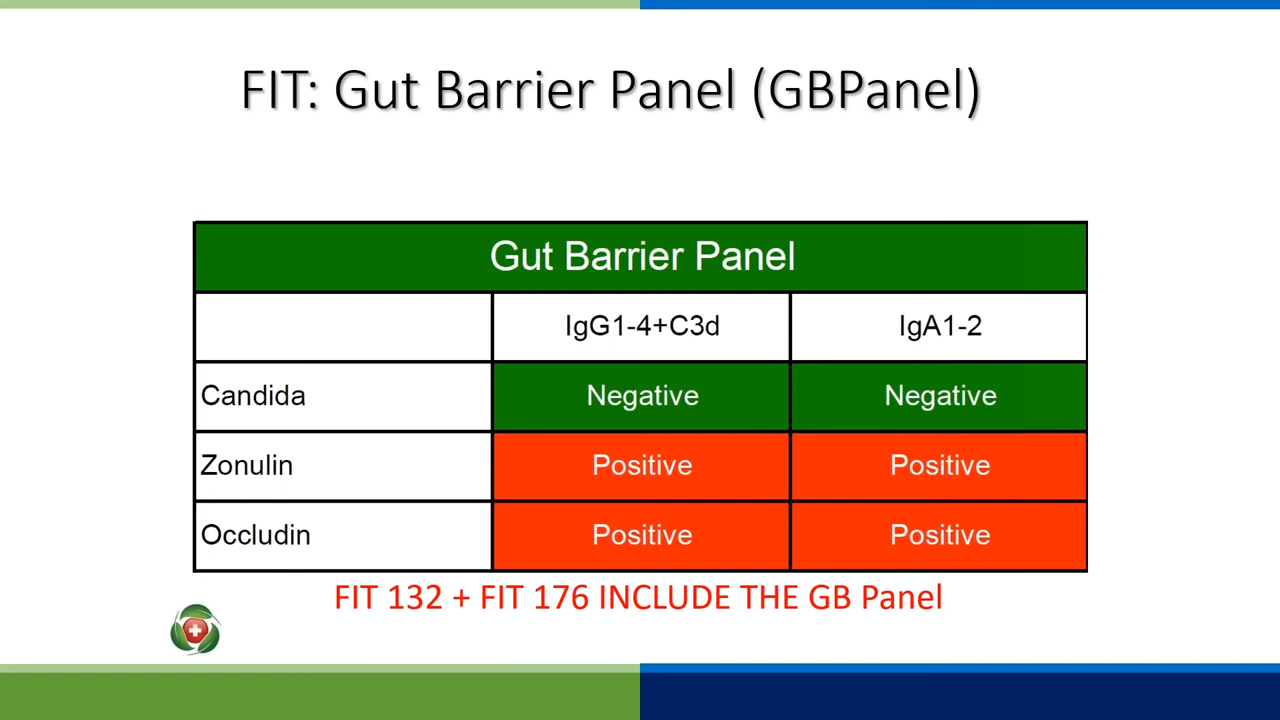 FIT: Gut Barrier Panel (GBPanel)
Gut Barrier Panel
IgG1-4+C3d IgA1-2
Candida Negative Negative
Zonulin Positive Positive
Occludin Positive Positive
FIT 132 + FIT 176 INCLUDE THE GB Panel